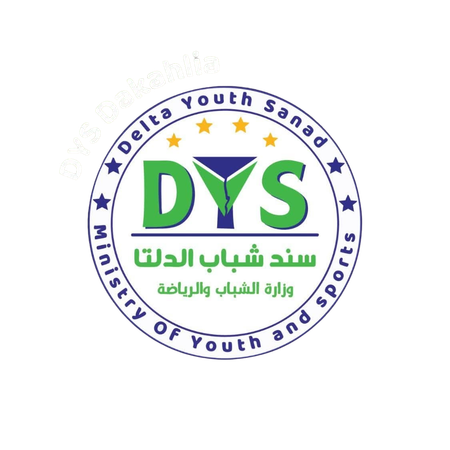 DYS Dakahlia
Delta Youth Sanad
DYS
سند شباب الدلتا
وزارة الشباب والرياضة
Ministry Of Youth and sports